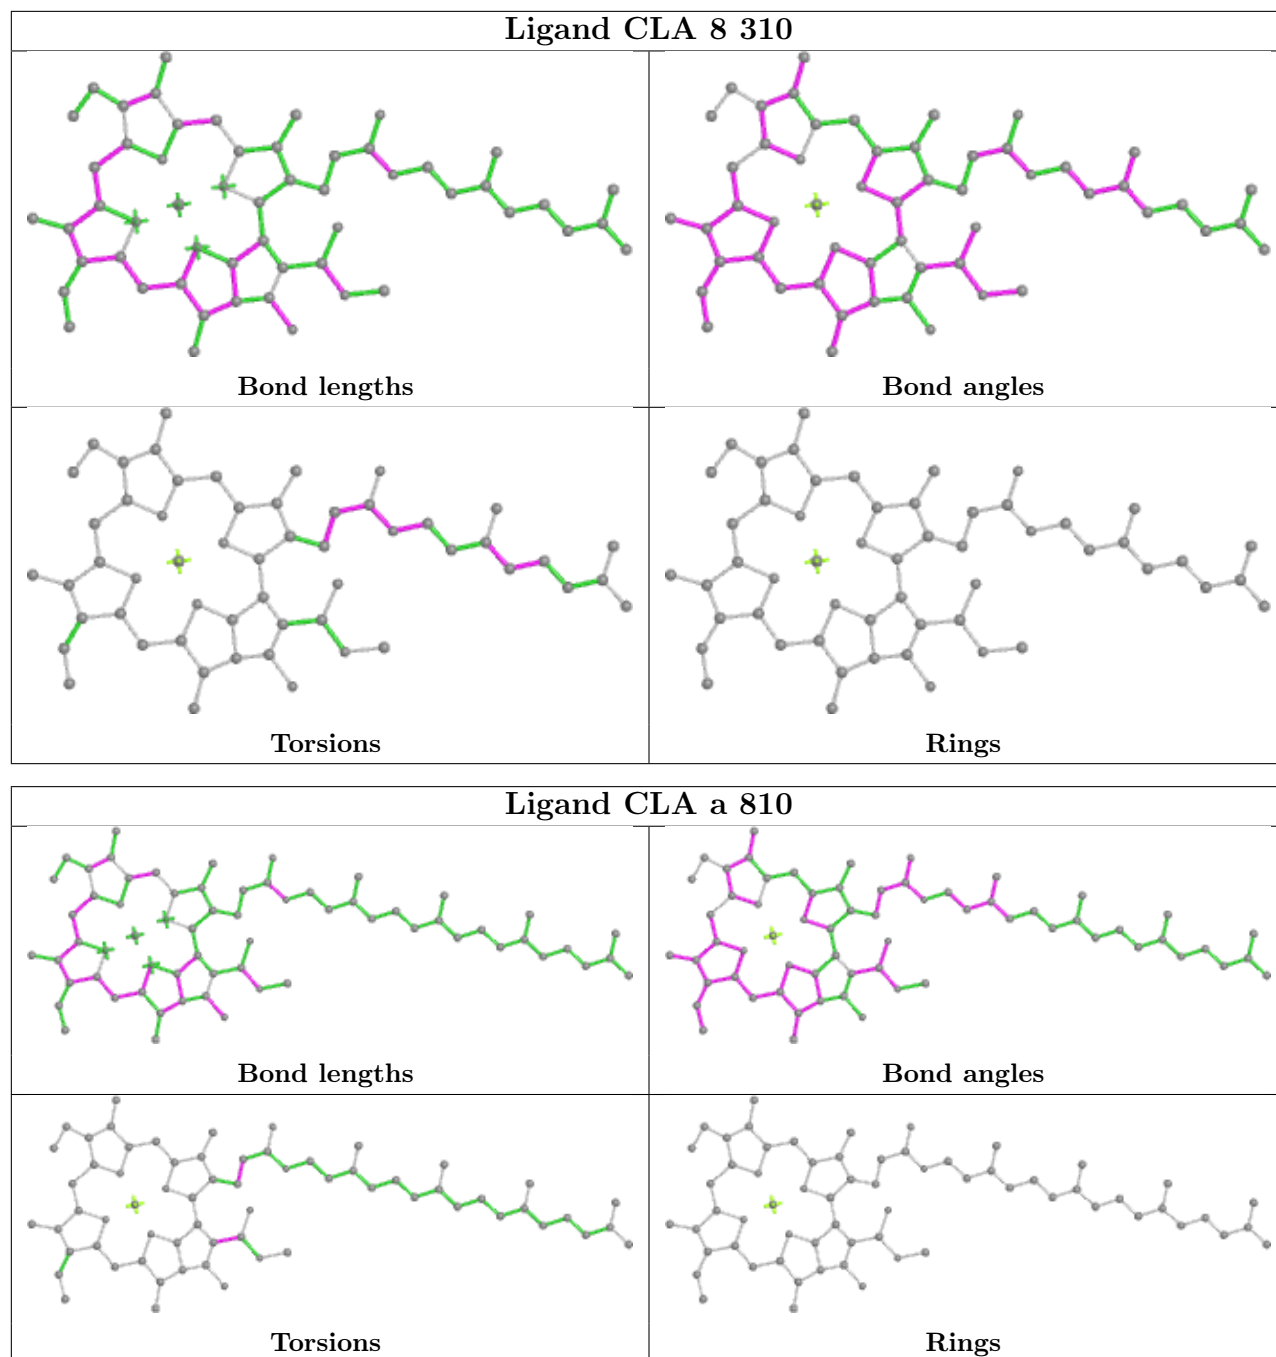 Ligand CLA 8 310
Bond lengths
Bond angles
Torsions
Rings
Ligand CLA a 810
Bond lengths
Bond angles
Torsions
Rings